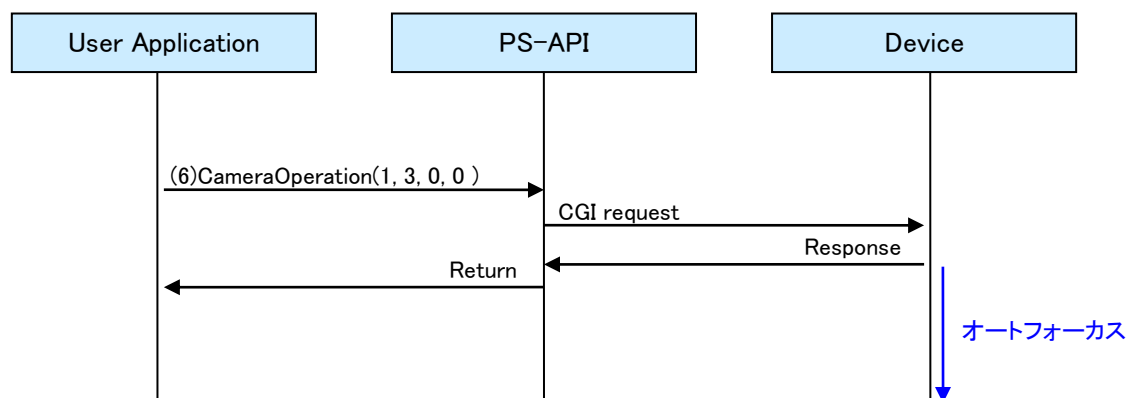 User Application
PS-API
Device
(6)CameraOperation(1, 3, 0, 0 )
CGI request
Response
Return
オートフォーカス